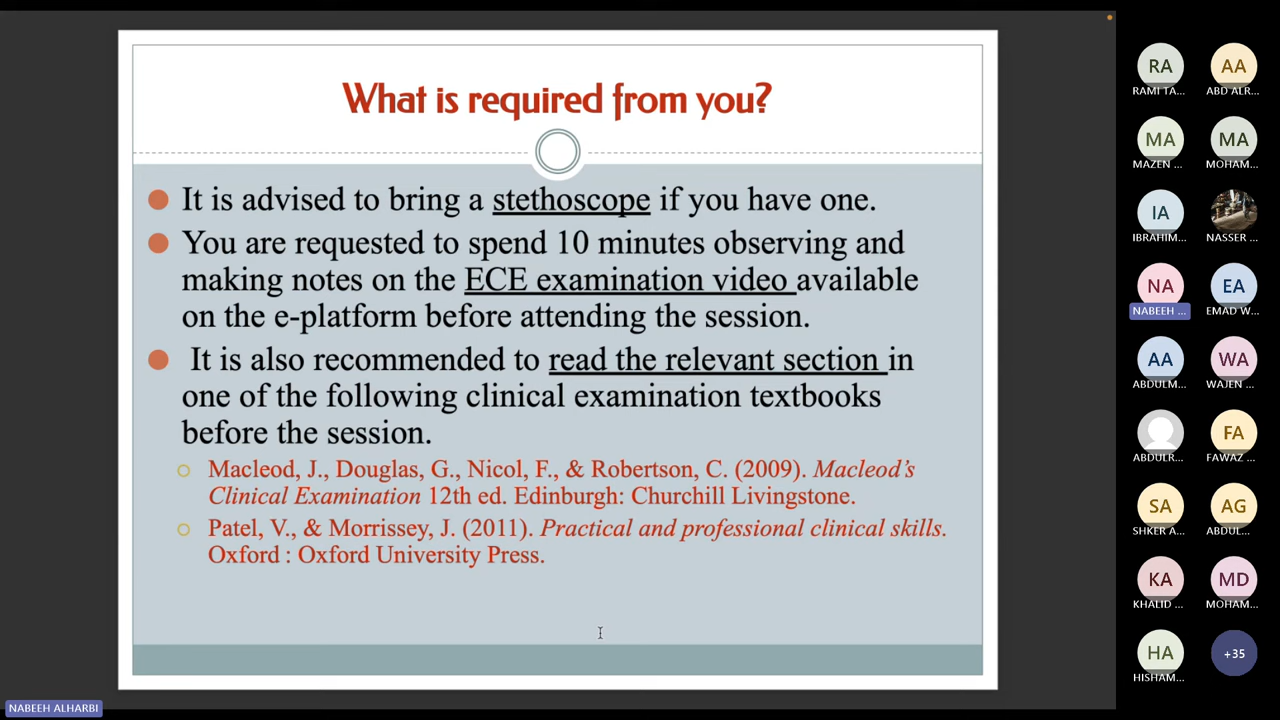 What is required from you?
It is advised to bring a stethoscope if you have one.
You are requested to spend 10 minutes observing and
making notes on the ECE examination video available
on the e-platform before attending the session.
It is also recommended to read the relevant section in
one of the following clinical examination textbooks
before the session.
Macleod, J., Douglas, G., Nicol, F., & Robertson, C. (2009). Macleod’s
Clinical Examination 12th ed. Edinburgh: Churchill Livingstone.
Patel, V., & Morrissey, J. (2011). Practical and professional clinical skills.
Oxford : Oxford University Press.
NABEEH ALHARBI
RA AA
RAMI TA... ABD ALR...
MA MA
MAZEN ... MOHAM...
IA
IBRAHIM... NASSER ...
NA EA
NABEEH ... EMAD W...
AA WA
ABDULM... WAJEN ...
FA
ABDULR... FAWAZ ...
SA AG
SHKER A... ABDUL...
KA MD
KHALID ... MOHAM...
HA +35
HISHAM...